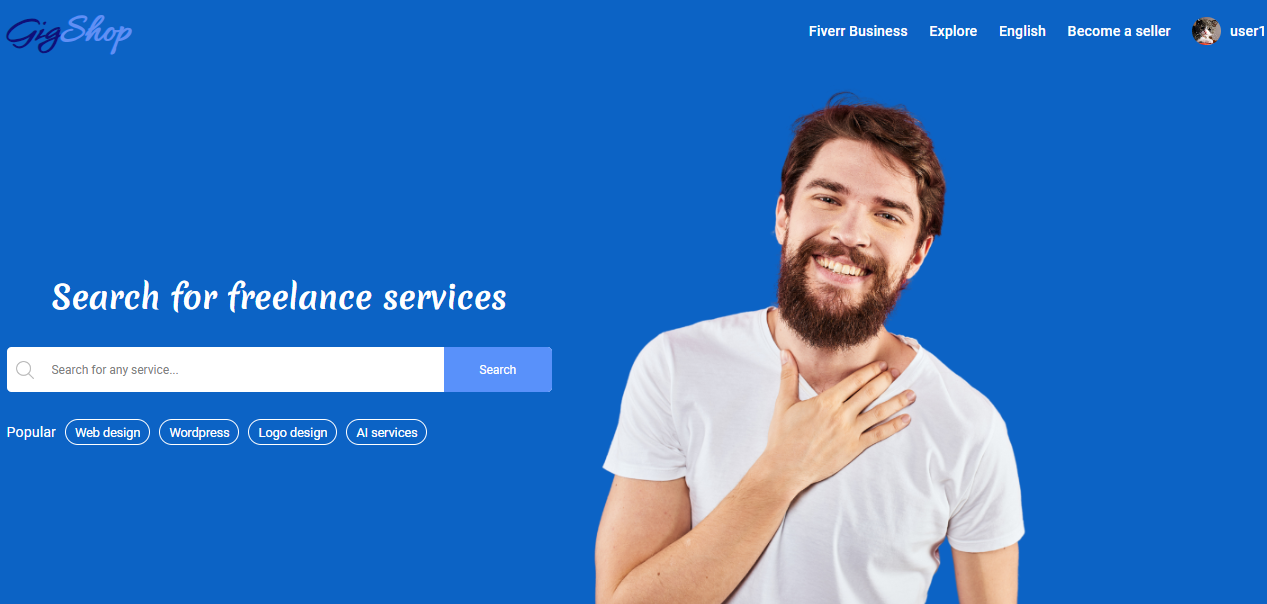 GigShop
Fiverr Business Explore English Become a seller user1
Search for freelance services
Search for any service... Search
Popular Web design Wordpress Logo design AI services